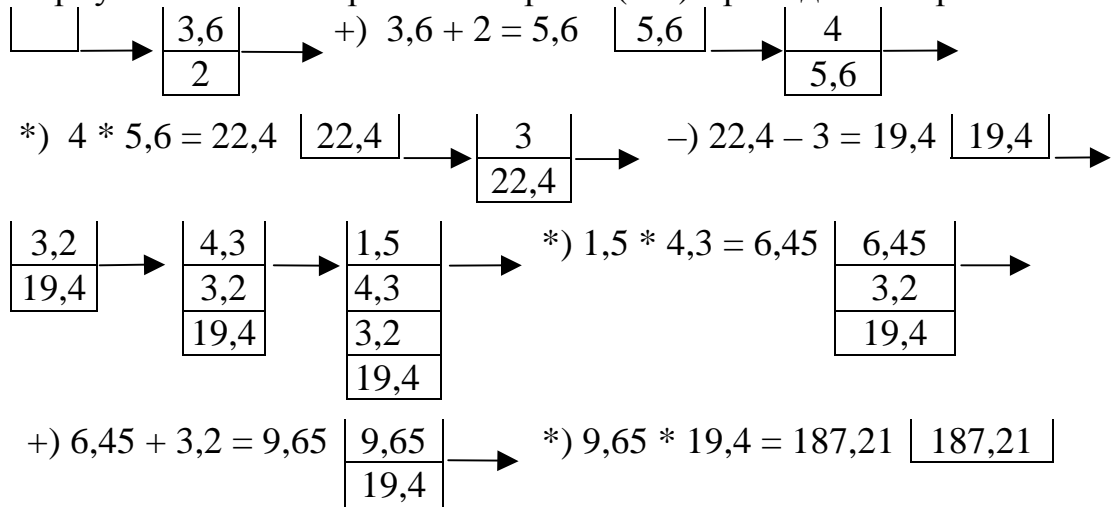 3,6 +) 3,6 + 2 = 5,6 5,6 4
2 5,6
*) 4 * 5,6 = 22,4 22,4 3 –) 22,4 – 3 = 19,4 19,4
22,4
3,2 4,3 1,5 *) 1,5 * 4,3 = 6,45 6,45
19,4 3,2 4,3 3,2
19,4 3,2 19,4
19,4
+) 6,45 + 3,2 = 9,65 9,65 *) 9,65 * 19,4 = 187,21 187,21
19,4